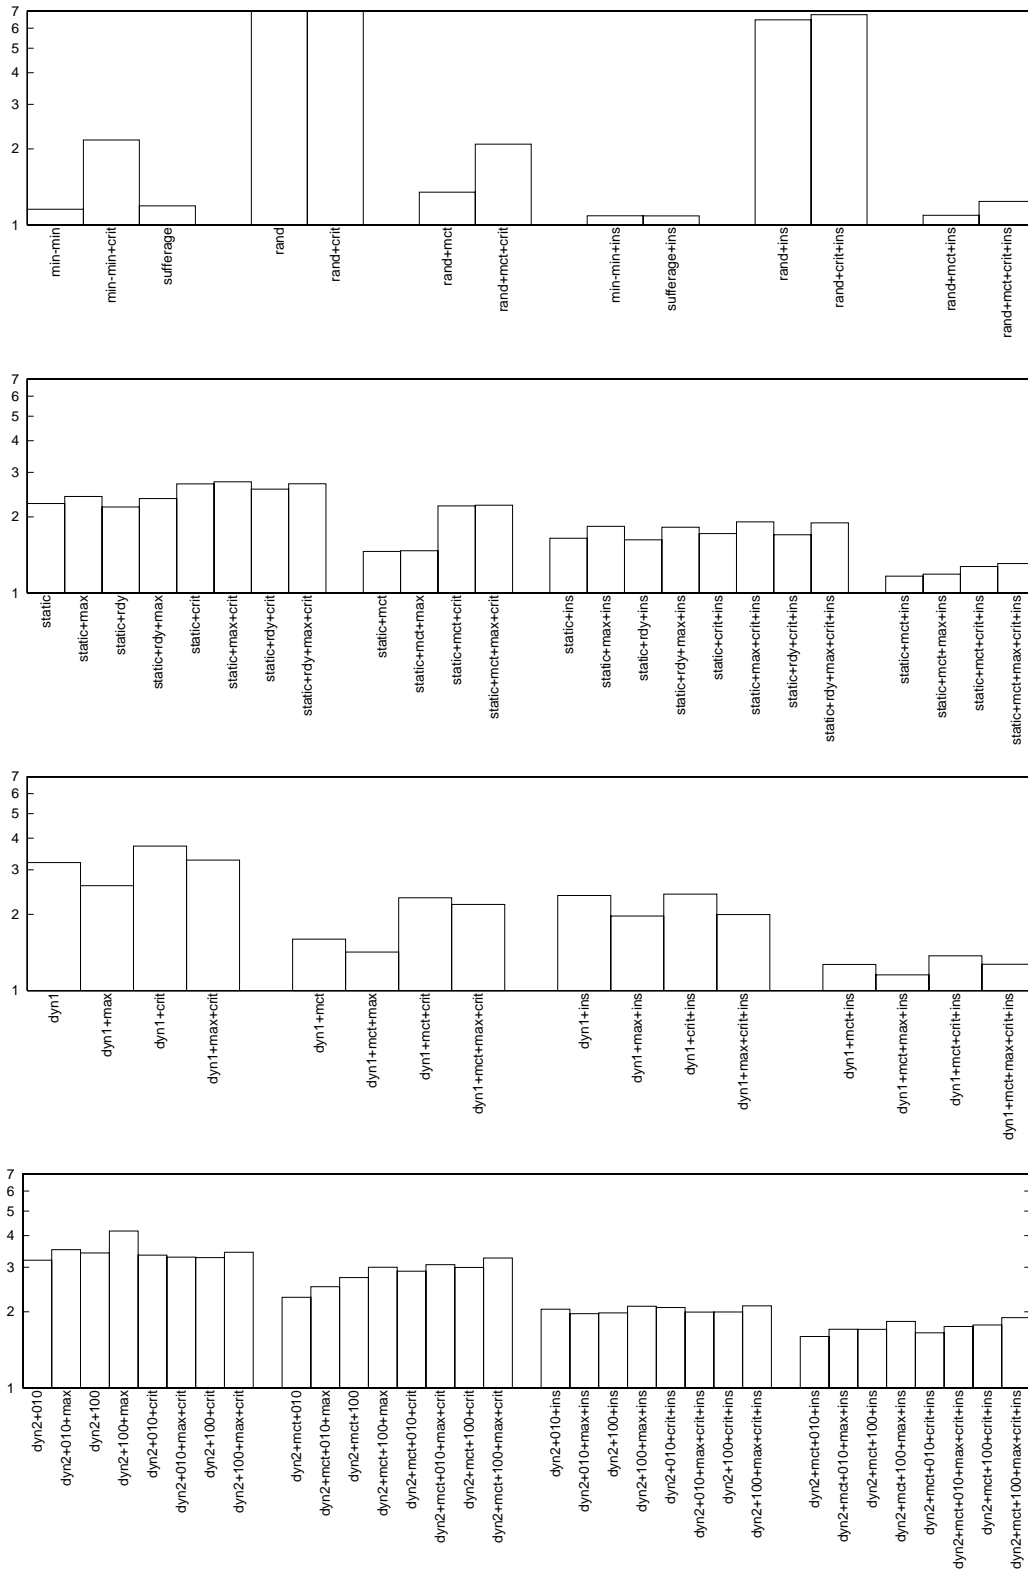 7
6
5
4
3
2
1
min-min
min-min+crit
sufferage
rand
rand+crit
rand+mct
rand+mct+crit
min-min+ins
sufferage+ins
rand+ins
rand+crit+ins
rand+mct+ins
rand+mct+crit+ins
7
6
5
4
3
2
1
static
static+max
static+rdy
static+rdy+max
static+crit
static+max+crit
static+rdy+crit
static+rdy+max+crit
static+mct
static+mct+max
static+mct+crit
static+mct+max+crit
static+ins
static+max+ins
static+rdy+ins
static+rdy+max+ins
static+crit+ins
static+max+crit+ins
static+rdy+crit+ins
static+rdy+max+crit+ins
static+mct+ins
static+mct+max+ins
static+mct+crit+ins
static+mct+max+crit+ins
7
6
5
4
3
2
1
dyn1
dyn1+max
dyn1+crit
dyn1+max+crit
dyn1+mct
dyn1+mct+max
dyn1+mct+crit
dyn1+mct+max+crit
dyn1+ins
dyn1+max+ins
dyn1+crit+ins
dyn1+max+crit+ins
dyn1+mct+ins
dyn1+mct+max+ins
dyn1+mct+crit+ins
dyn1+mct+max+crit+ins
7
6
5
4
3
2
1
dyn2+010
dyn2+010+max
dyn2+100
dyn2+100+max
dyn2+010+crit
dyn2+010+max+crit
dyn2+100+crit
dyn2+100+max+crit
dyn2+mct+010
dyn2+mct+010+max
dyn2+mct+100
dyn2+mct+100+max
dyn2+mct+010+crit
dyn2+mct+010+max+crit
dyn2+mct+100+crit
dyn2+mct+100+max+crit
dyn2+010+ins
dyn2+010+max+ins
dyn2+100+ins
dyn2+100+max+ins
dyn2+010+crit+ins
dyn2+010+max+crit+ins
dyn2+100+crit+ins
dyn2+100+max+crit+ins
dyn2+mct+010+ins
dyn2+mct+010+max+ins
dyn2+mct+100+ins
dyn2+mct+100+max+ins
dyn2+mct+010+crit+ins
dyn2+mct+010+max+crit+ins
dyn2+mct+100+crit+ins
dyn2+mct+100+max+crit+ins